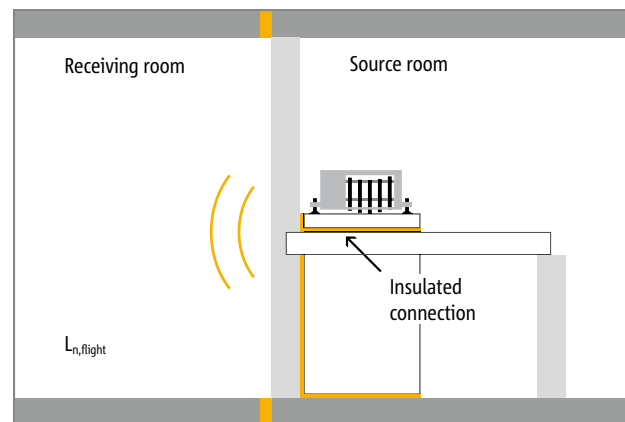 Receiving room
Source room
Insulated
connection
Ln,flight